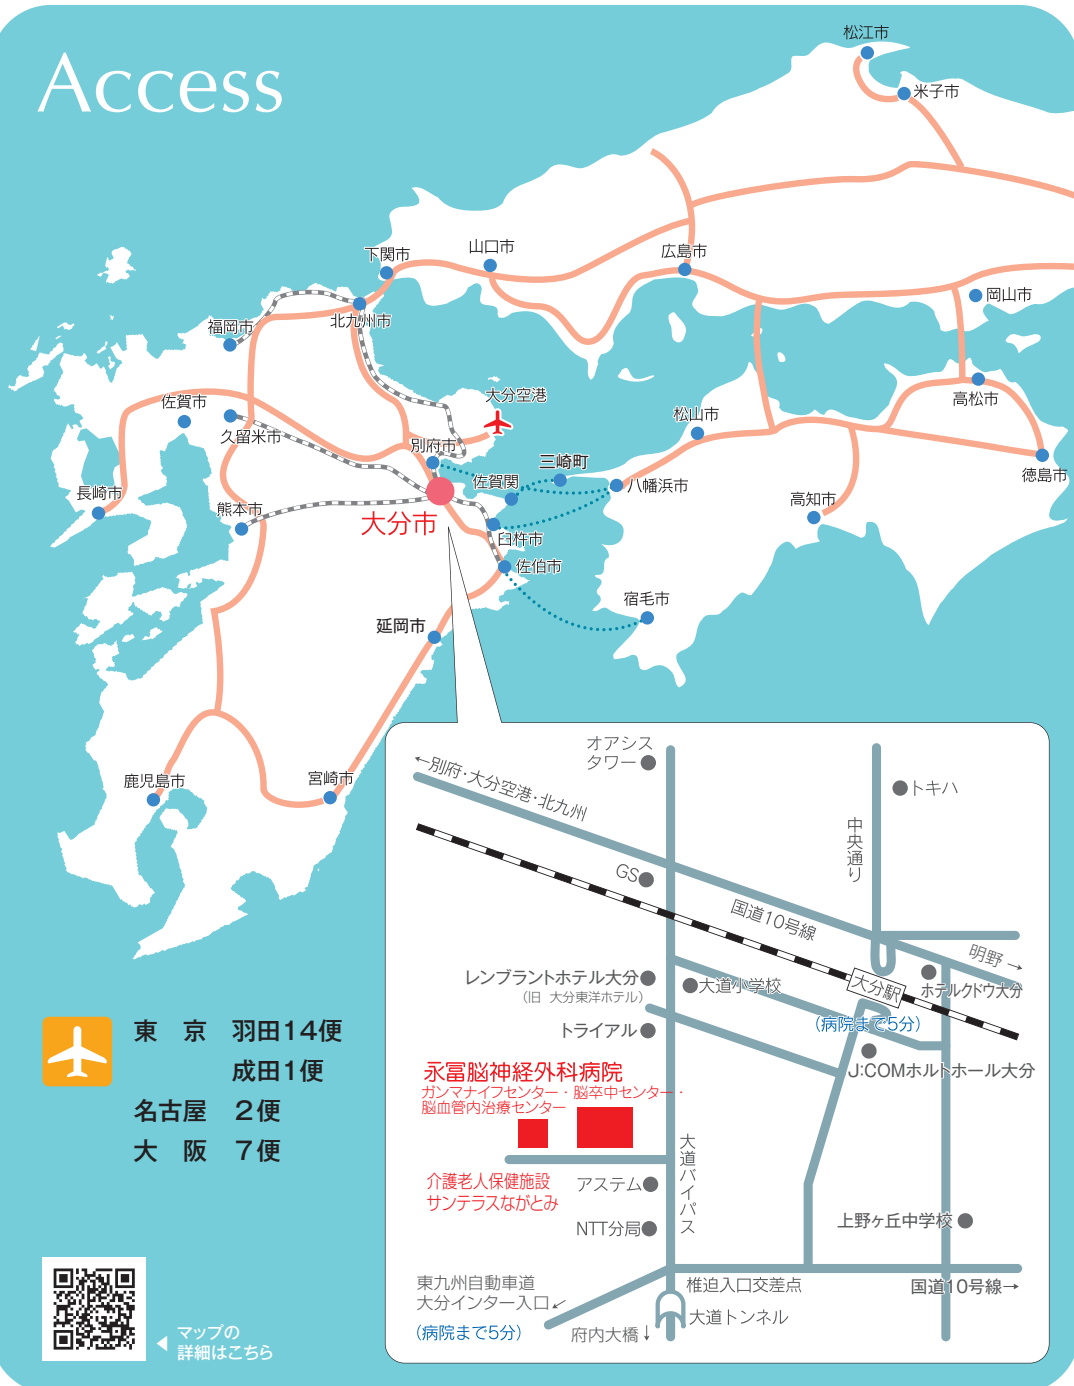 Access
松江市
米子市
下関市
山口市
広島市
岡山市
北九州市
福岡市
大分空港
高松市
佐賀市
松山市
久留米市
別府市
三崎町
佐賀関
八幡浜市
徳島市
長崎市
熊本市
高知市
大分市
臼杵市
佐伯市
宿毛市
延岡市
鹿児島市
宮崎市
オアシス
タワー
←別府・大分空港・北九州
トキハ
中央通り
GS
国道10号線
明野→
レンブラントホテル大分
（旧 大分東洋ホテル）
大道小学校
大分駅
ホテルクドウ大分
（病院まで5分）
トライアル
J:COMホルトホール大分
永冨脳神経外科病院
ガンマナイフセンター・脳卒中センター・
脳血管内治療センター
大道バイパス
介護老人保健施設
サンテラスながとみ
アステム
NTT分局
上野ヶ丘中学校
東九州自動車道
大分インター入口↙
（病院まで5分）
椎迫入口交差点
国道10号線→
大道トンネル
府内大橋↓
東　京　羽田14便
成田1便
名古屋　2便
大　阪　7便
マップの
詳細はこちら